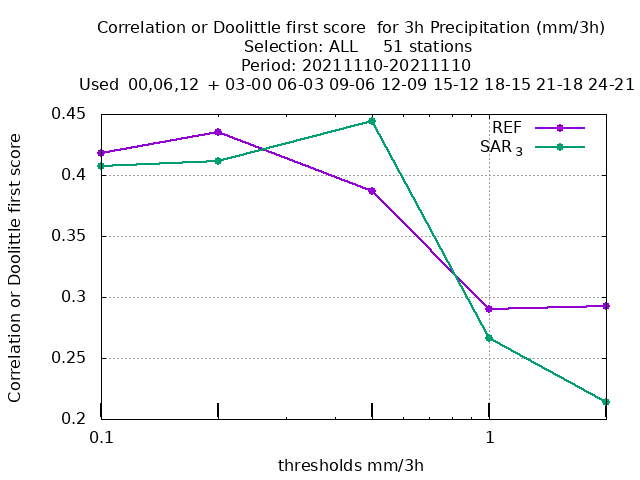 Correlation or Doolittle first score  for 3h Precipitation (mm/3h)
Selection: ALL     51 stations
Period: 20211110-20211110
Used  00,06,12  + 03-00 06-03 09-06 12-09 15-12 18-15 21-18 24-21
0.45
0.4
0.35
0.3
0.25
0.2
Correlation or Doolittle first score
REF
SAR 3
0.1
1
thresholds mm/3h